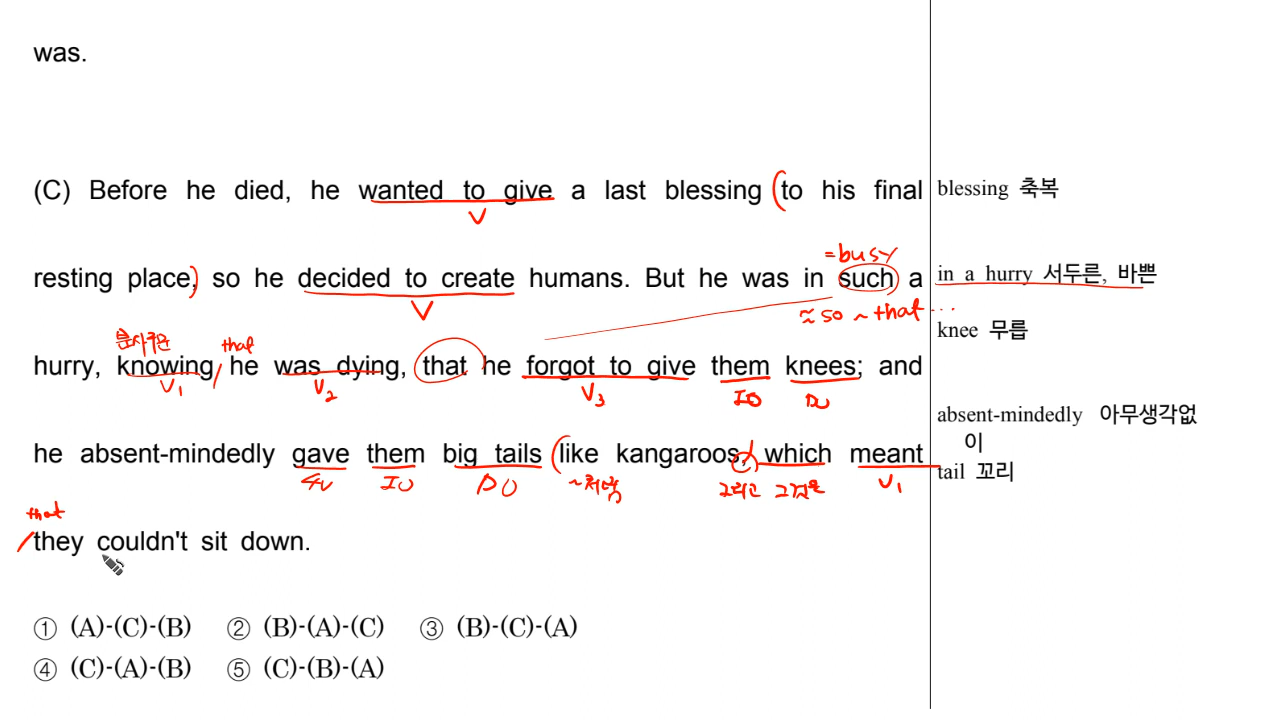 was.
(C) Before he died, he wanted to give a last blessing (to his final
blessing 축복
V
=busy
resting place,) so he decided to create humans. But he was in such a
in a hurry 서두른, 바쁜
V
≈ so ~ that ...
knee 무릅
분사구문 that
hurry, knowing / he was dying, that he forgot to give them knees; and
V1 V2 V3 IO DO
absent-mindedly 아무생각없
이
he absent-mindedly gave them big tails (like kangaroos,) which meant
tail 꼬리
4V IO DO ~처럼 그리고 그것은 V1
that
/they couldn't sit down.
① (A)-(C)-(B) ② (B)-(A)-(C) ③ (B)-(C)-(A)
④ (C)-(A)-(B) ⑤ (C)-(B)-(A)